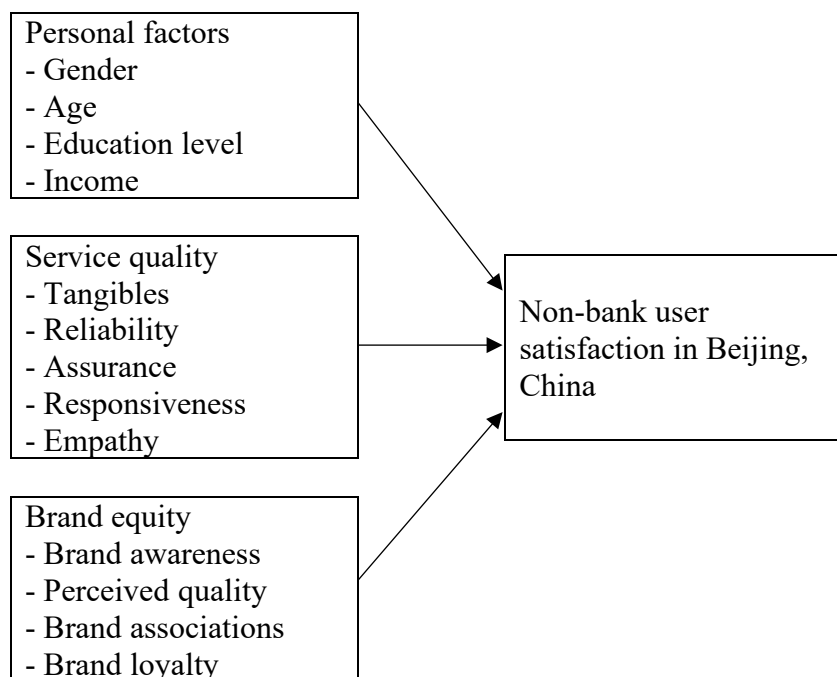 Personal factors
- Gender
- Age
- Education level
- Income
Service quality
- Tangibles
- Reliability
- Assurance
- Responsiveness
- Empathy
Non-bank user
satisfaction in Beijing,
China
Brand equity
- Brand awareness
- Perceived quality
- Brand associations
- Brand loyalty